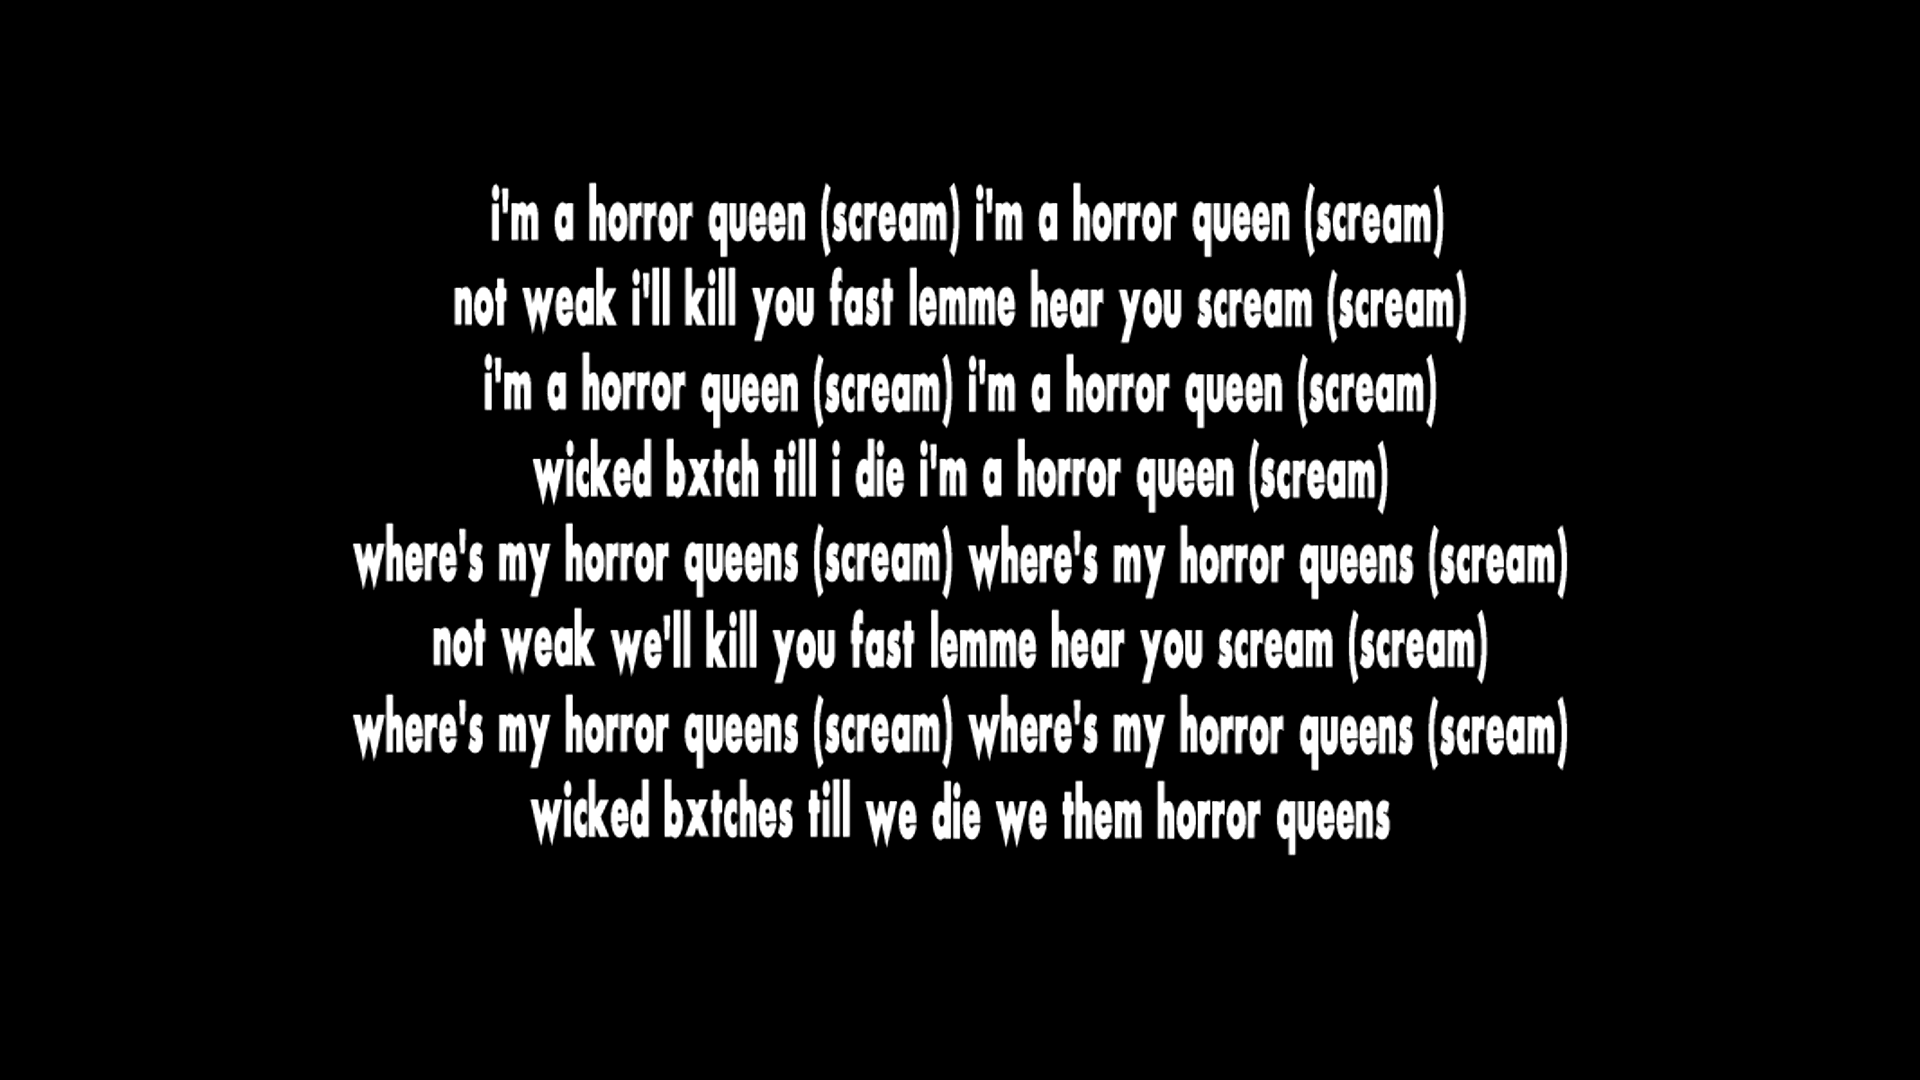 i'm a horror queen (scream) i'm a horror queen (scream)
not weak i'll kill you fast lemme hear you scream (scream)
i'm a horror queen (scream) i'm a horror queen (scream)
wicked bxtch till i die i'm a horror queen (scream)
where's my horror queens (scream) where's my horror queens (scream)
not weak we'll kill you fast lemme hear you scream (scream)
where's my horror queens (scream) where's my horror queens (scream)
wicked bxtches till we die we them horror queens